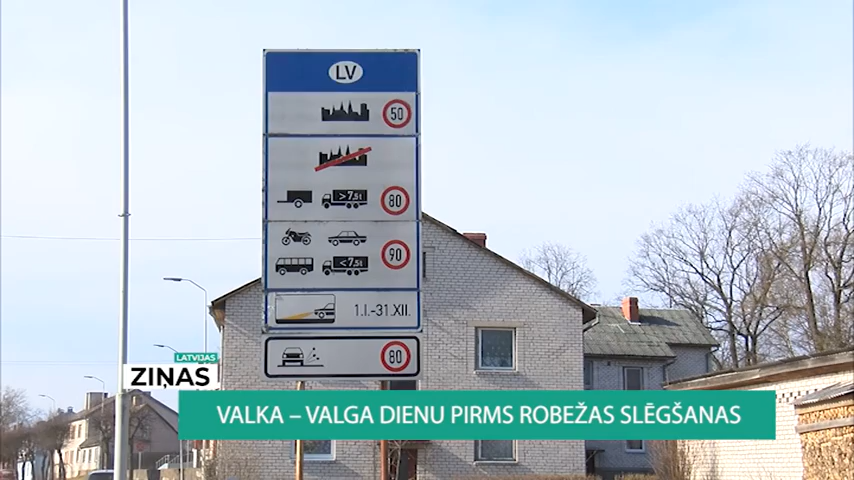 LV
50
>7,5t
80
90
<7,5t
1.I.-31.XII.
80
LATVIJAS
ZIŅAS
VALKA – VALGA DIENU PIRMS ROBEŽAS SLĒGŠANAS